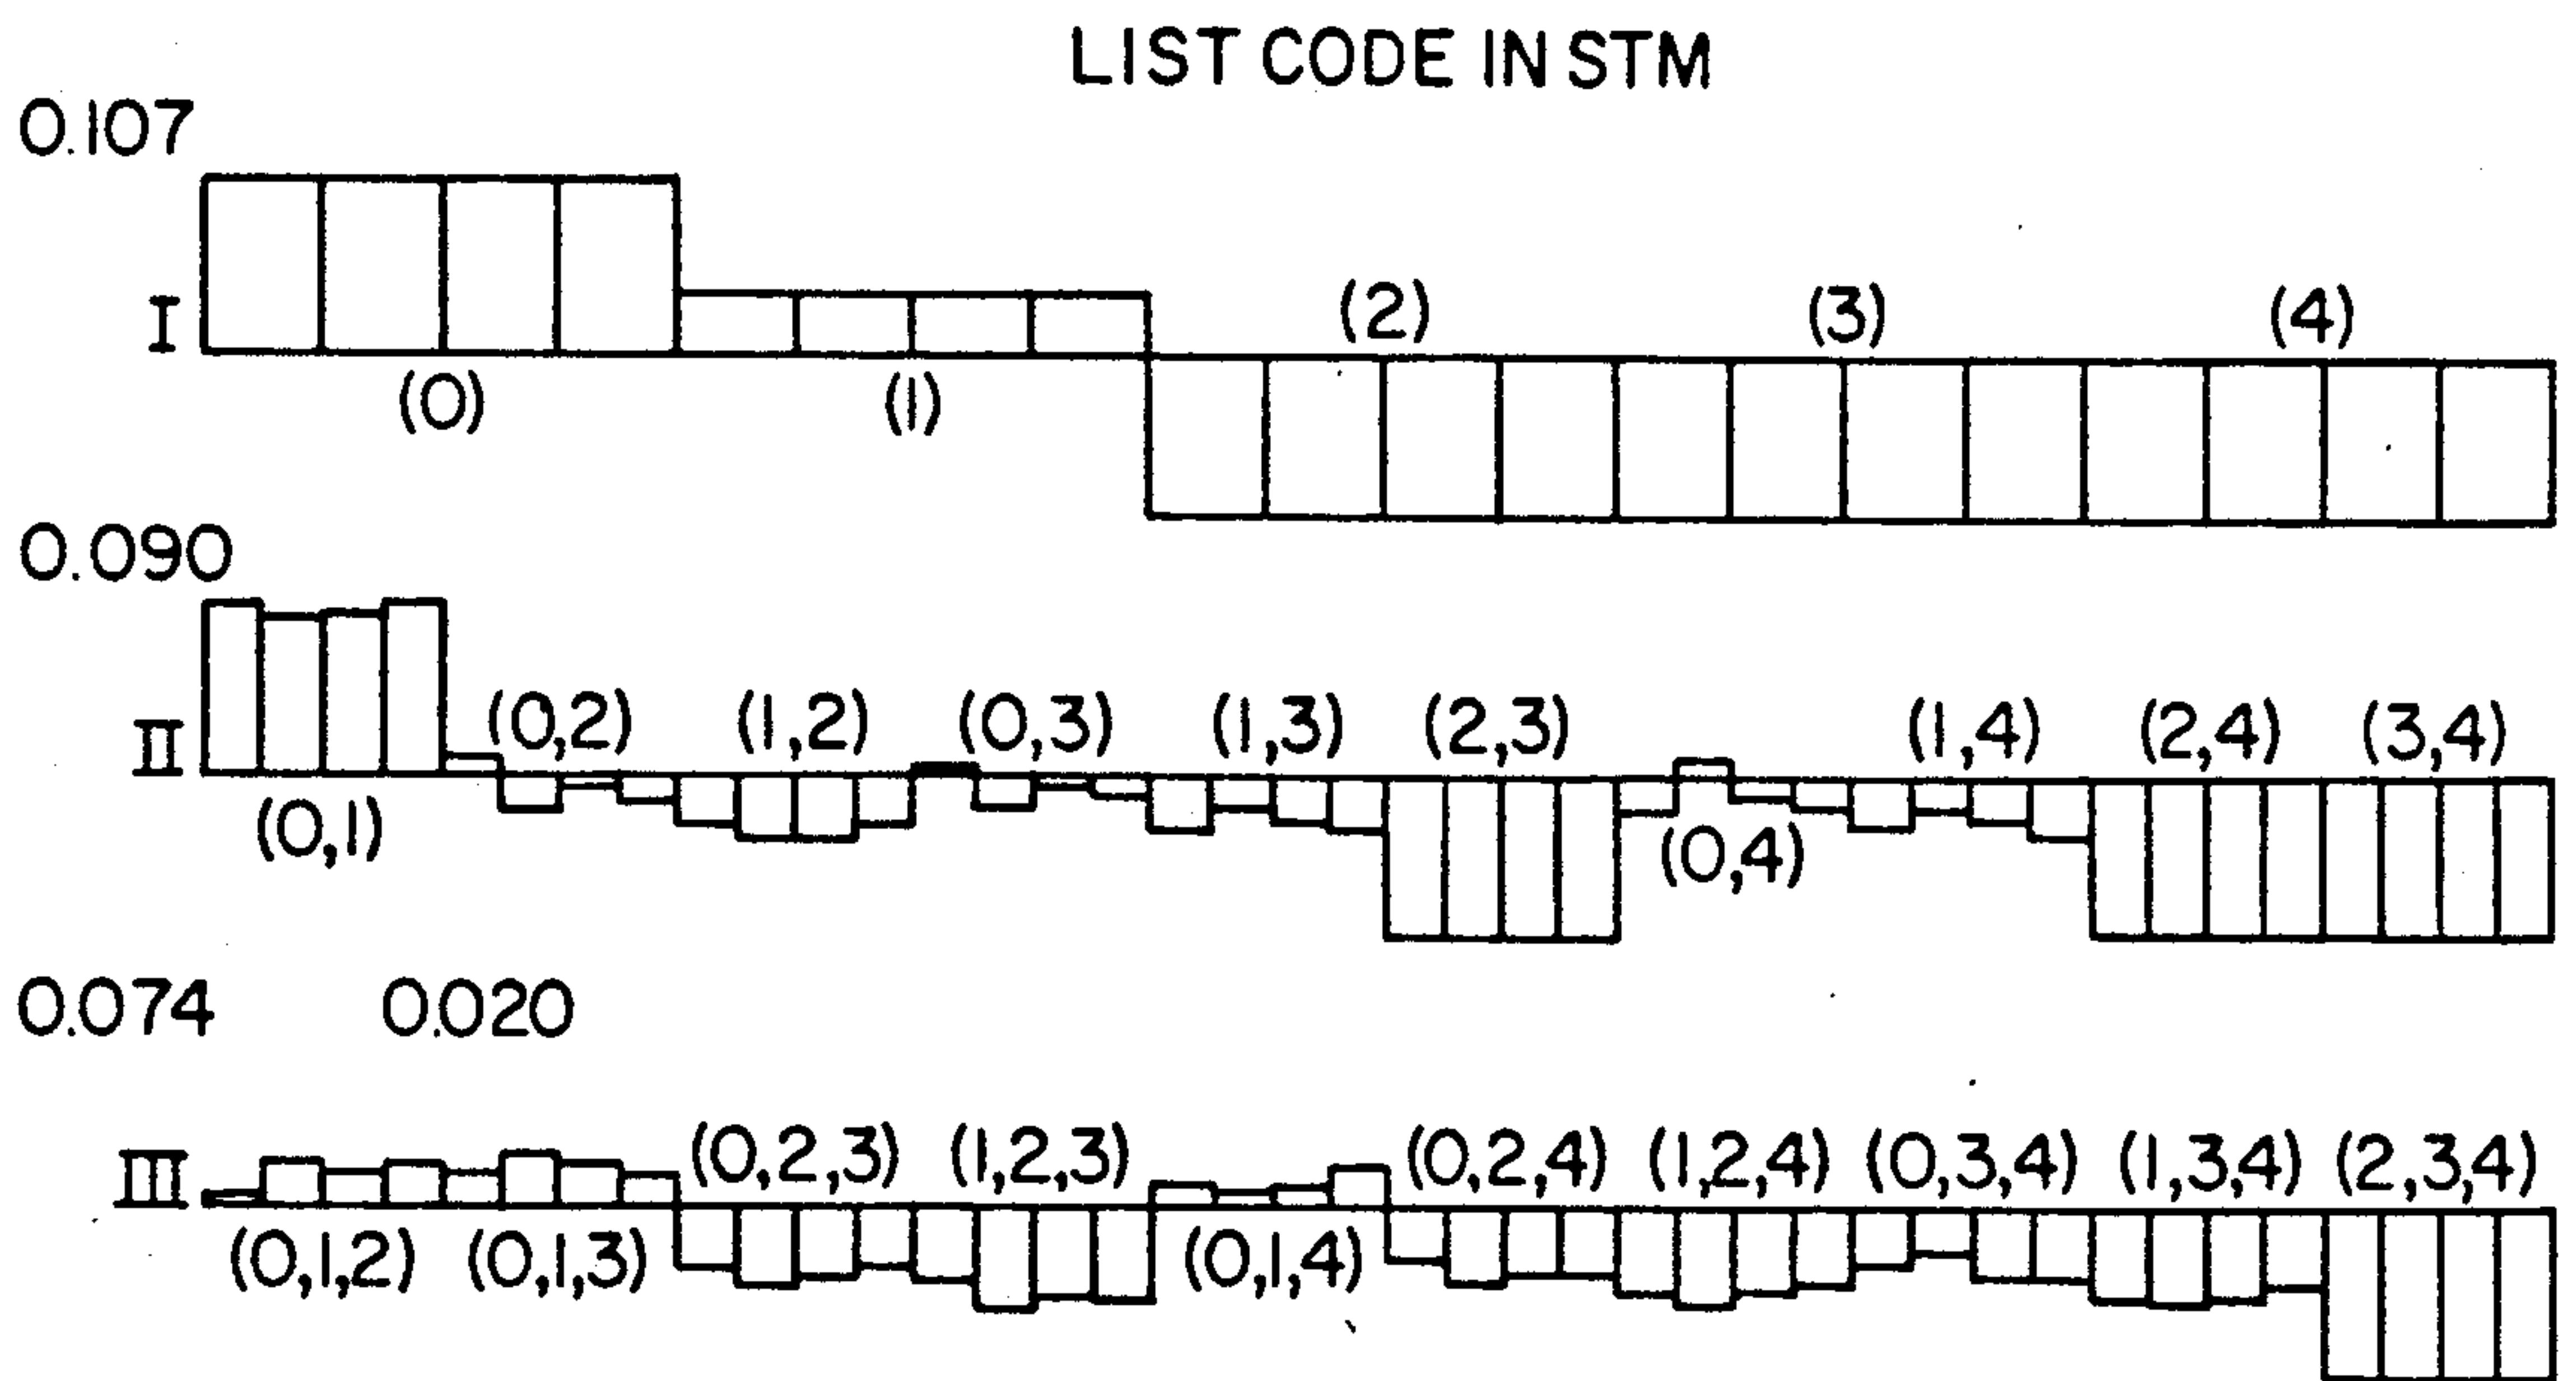 LIST CODE IN STM
0.107
I
(2) (3) (4)
(0) (1)
0.090
II
(0,2) (1,2) (0,3) (1,3) (2,3) (1,4) (2,4) (3,4)
(0,1) (0,4)
0.074 0.020
III
(0,2,3) (1,2,3) (0,2,4) (1,2,4) (0,3,4) (1,3,4) (2,3,4)
(0,1,2) (0,1,3) (0,1,4)